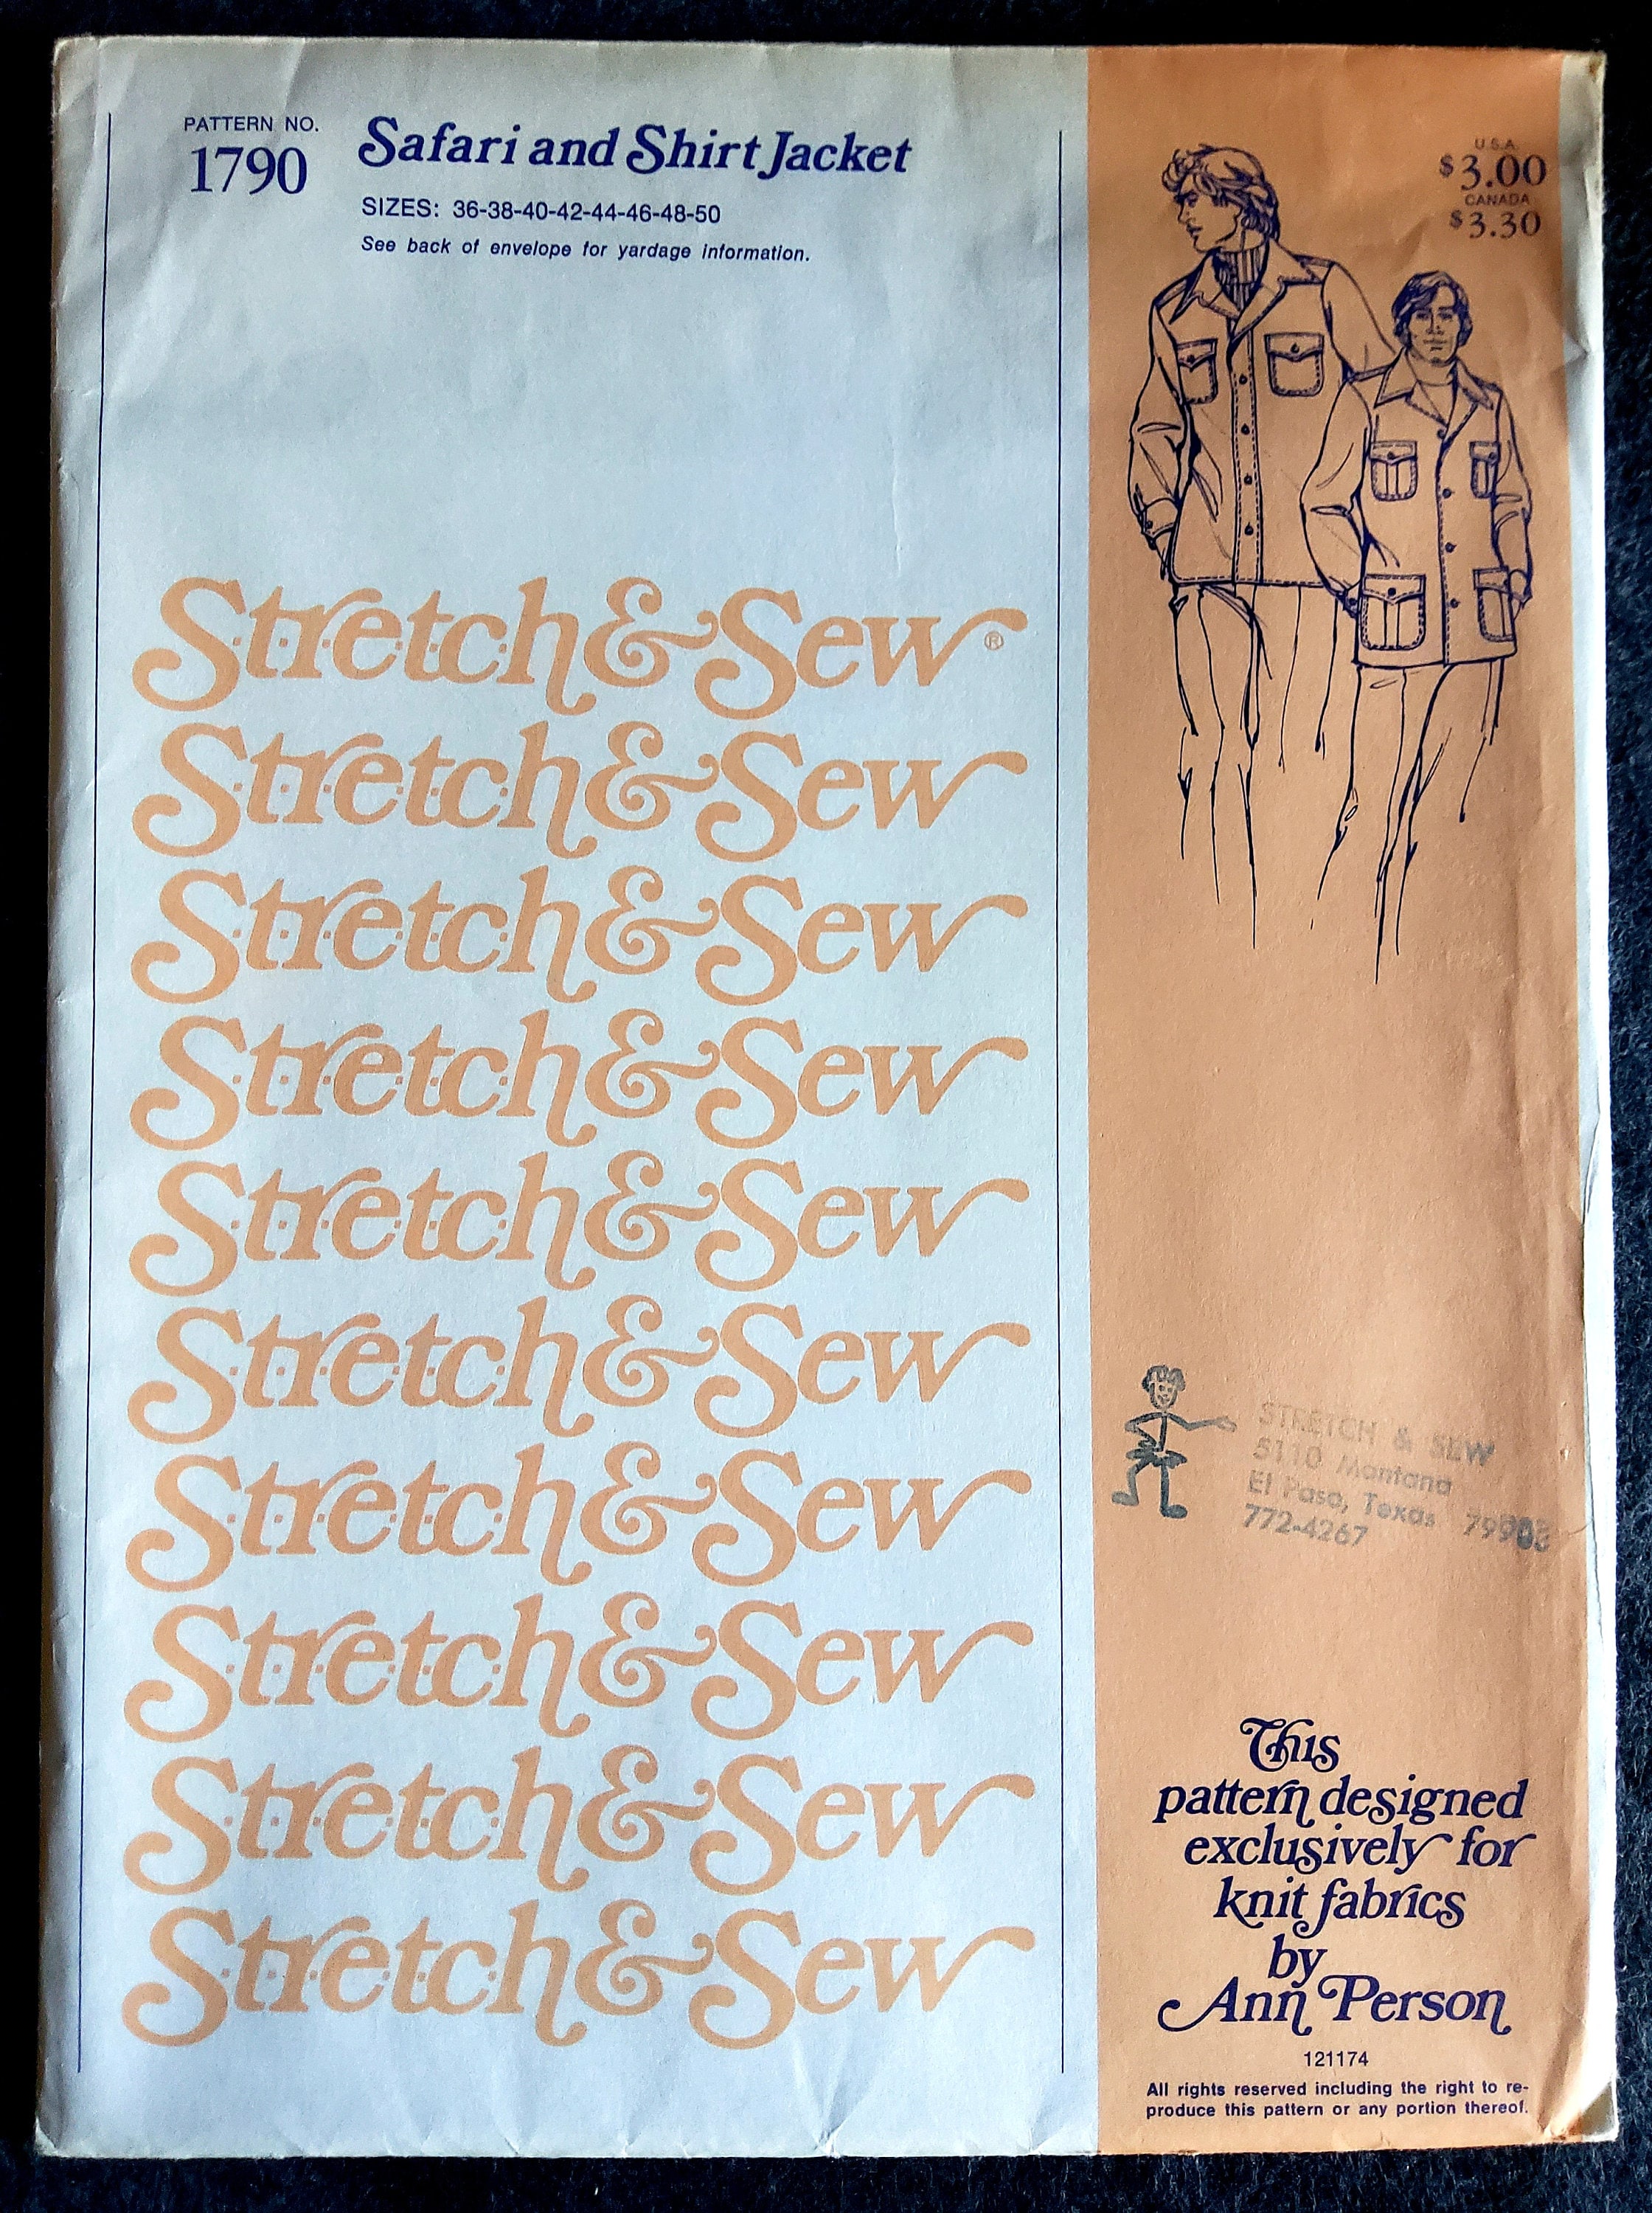 PATTERN NO.
1790
Safari and Shirt Jacket
SIZES: 36-38-40-42-44-46-48-50
See back of envelope for yardage information.
U.S.A.
$3.00
CANADA
$3.30
Stretch & Sew®
Stretch & Sew
Stretch & Sew
Stretch & Sew
Stretch & Sew
Stretch & Sew
Stretch & Sew
Stretch & Sew
Stretch & Sew
Stretch & Sew
STRETCH & SEW
5110 Montana
El Paso, Texas
772-4267
This
pattern designed
exclusively for
knit fabrics
by
Ann Person
121174
All rights reserved including the right to re-
produce this pattern or any portion thereof.